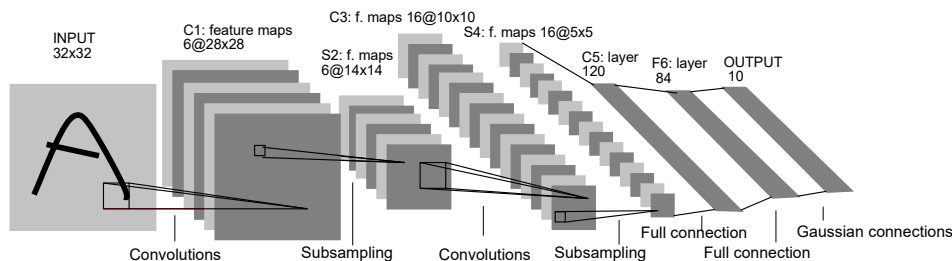 INPUT
32x32
C1: feature maps
6@28x28
S2: f. maps
6@14x14
C3: f. maps 16@10x10
S4: f. maps 16@5x5
C5: layer
120
F6: layer
84
OUTPUT
10
A
Convolutions
Subsampling
Convolutions
Subsampling
Full connection
Full connection
Gaussian connections